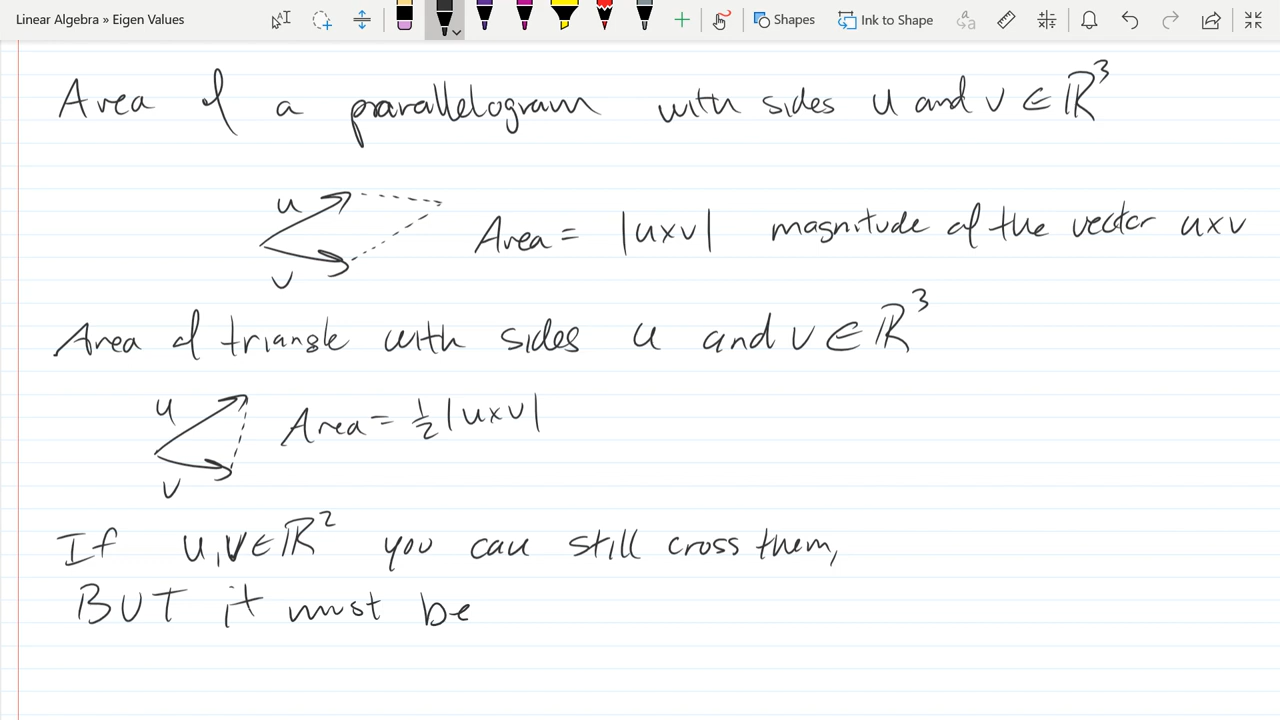 Linear Algebra » Eigen Values
Shapes
Ink to Shape
Area of a parallelogram with sides u and v ∈ ℝ³
u
v
Area = |u×v| magnitude of the vector u×v
Area of triangle with sides u and v ∈ ℝ³
u
v
Area = 1/2 |u×v|
If u, v ∈ ℝ² you can still cross them,
BUT it must be